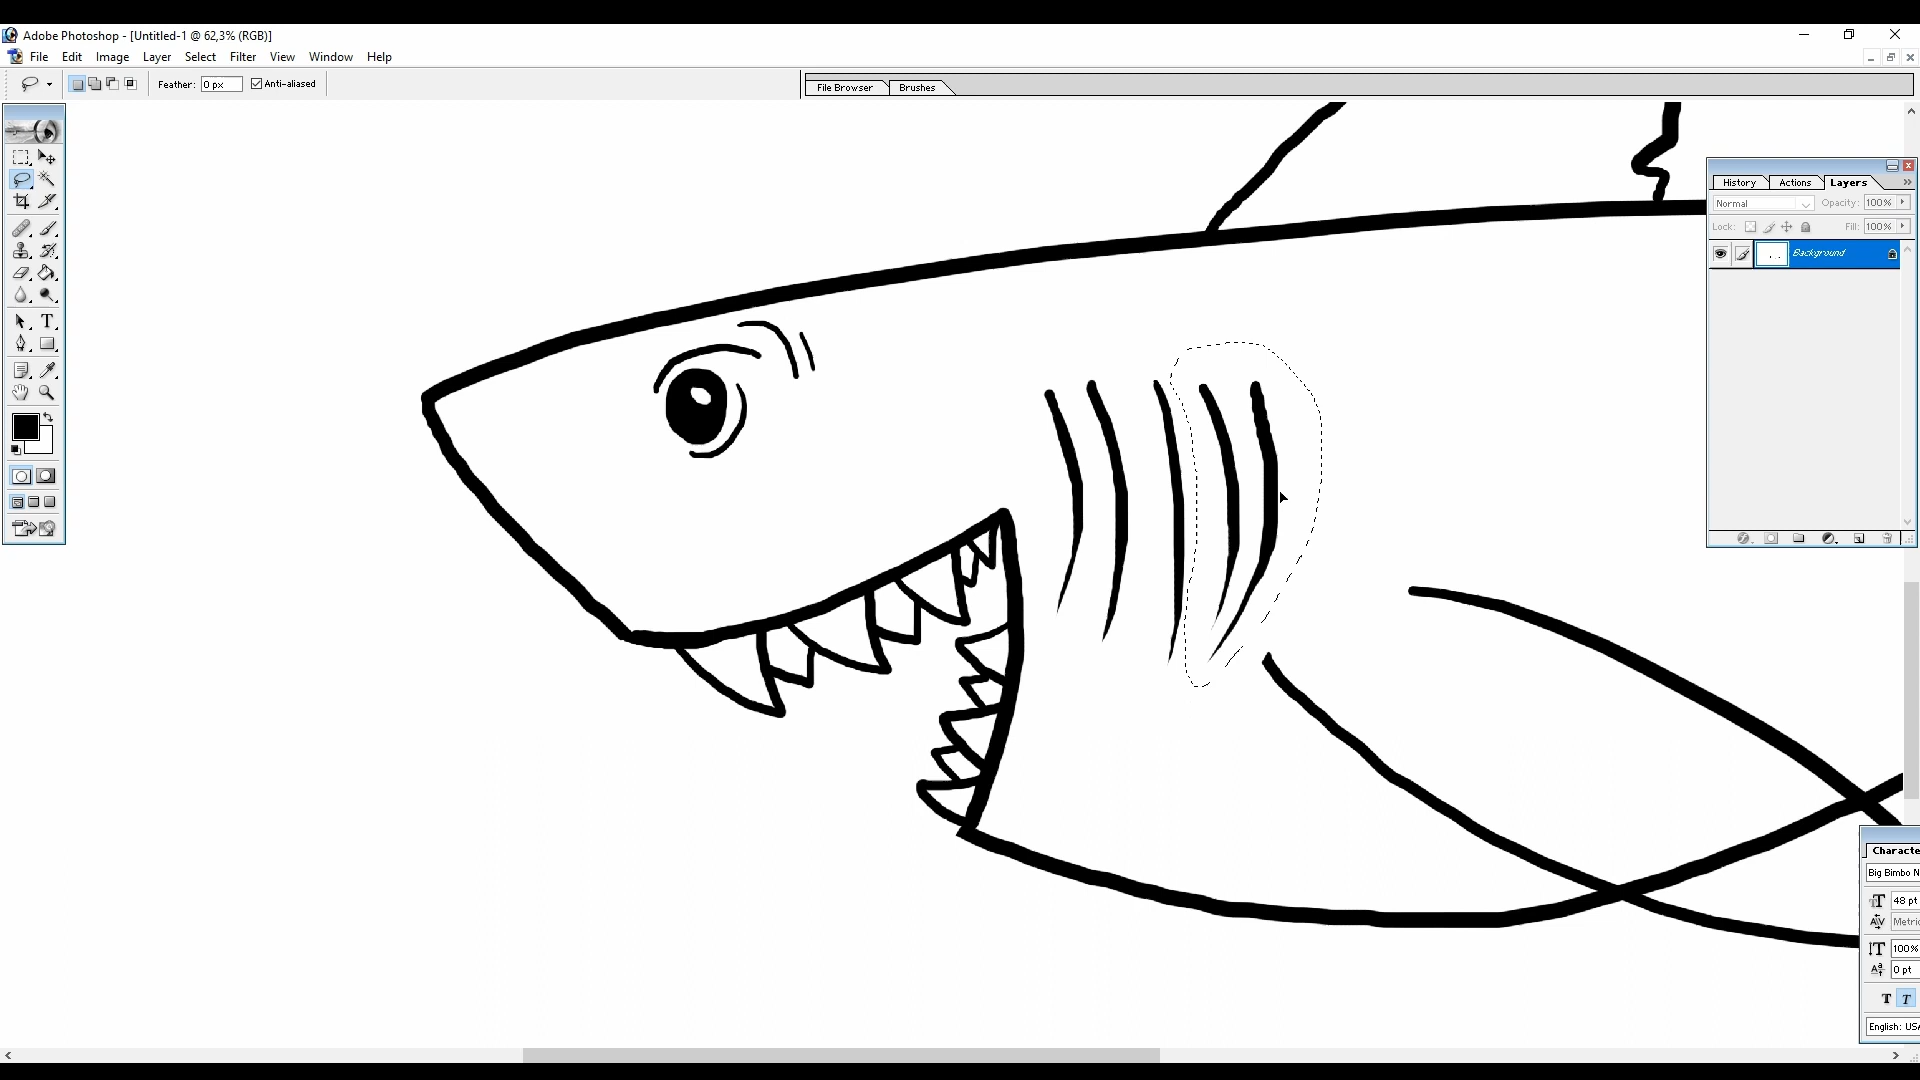 Adobe Photoshop - [Untitled-1 @ 62,3% (RGB)]
File Edit Image Layer Select Filter View Window Help
Feather: 0 px Anti-aliased
File Browser Brushes
History Actions Layers
Normal Opacity: 100%
Lock: Fill: 100%
Background
T
Characte
Big Bimbo N
48 pt
Metric
100%
0 pt
T T
English: USA